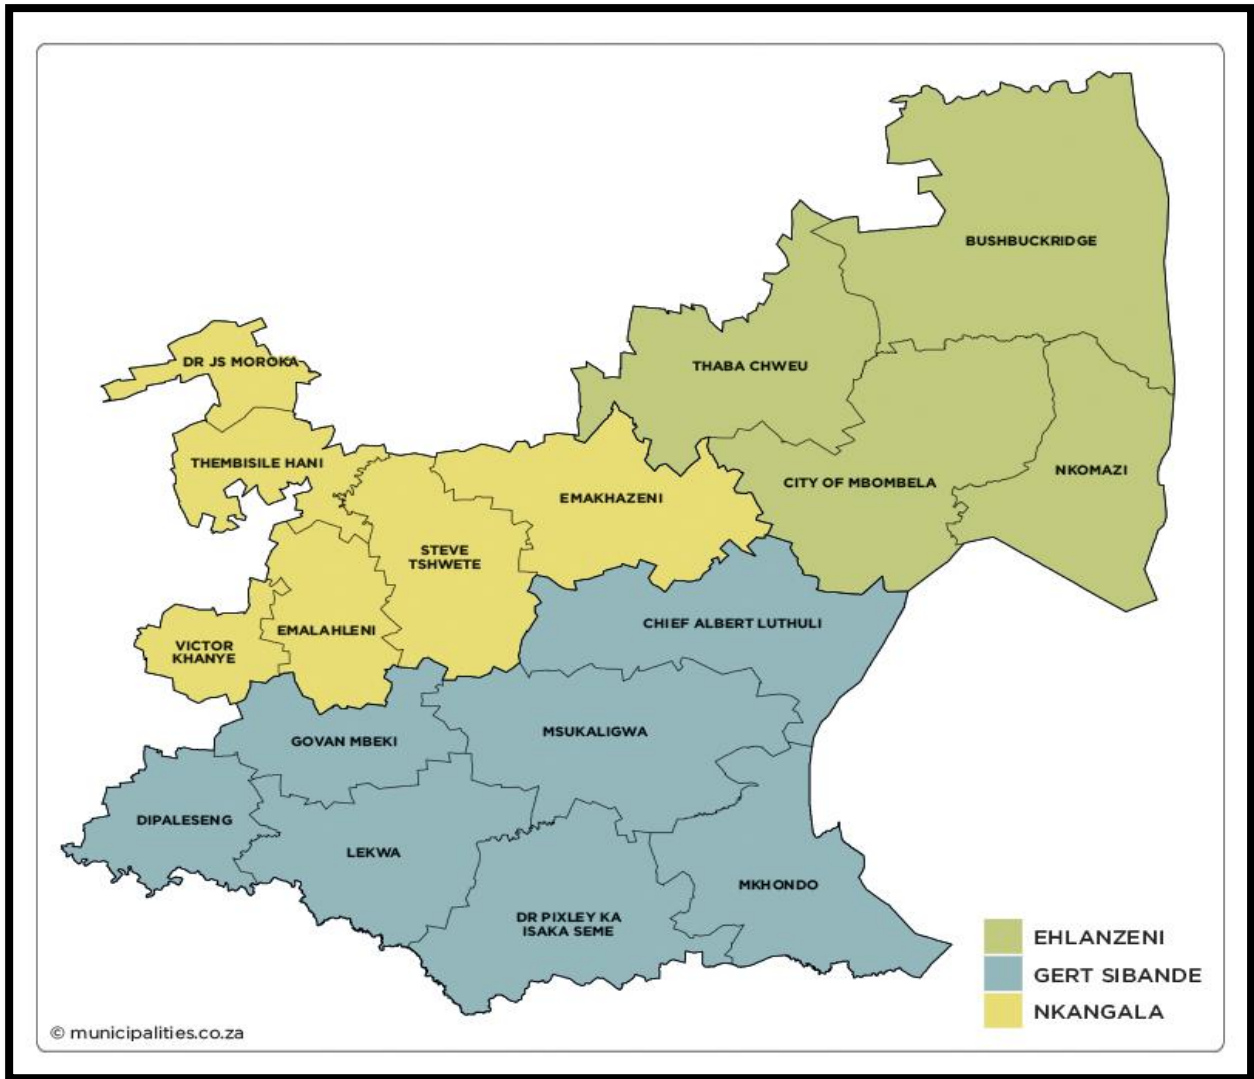 BUSHBUCKRIDGE
DR JS MOROKA
THABA CHWEU
THEMBISILE HANI
NKOMAZI
CITY OF MBOMBELA
EMAKHAZENI
STEVE
TSHWETE
CHIEF ALBERT LUTHULI
EMALAHLENI
VICTOR
KHANYE
MSUKALIGWA
GOVAN MBEKI
DIPALESENG
LEKWA
MKHONDO
DR PIXLEY KA
ISAKA SEME
EHLANZENI
GERT SIBANDE
NKANGALA
© municipalities.co.za